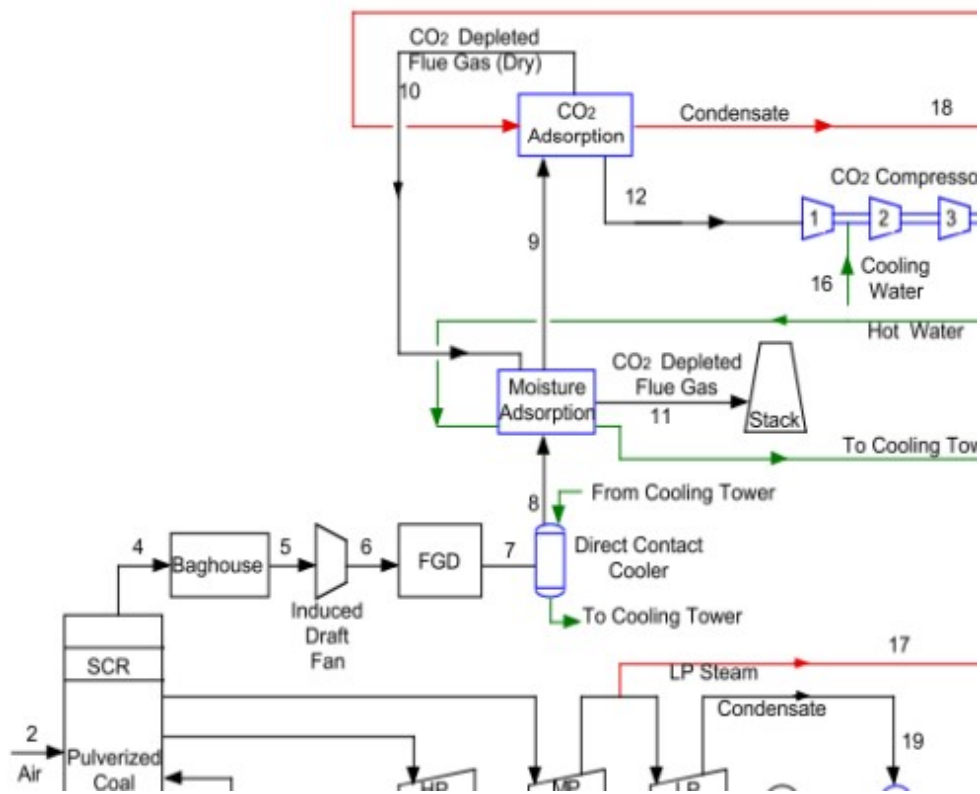 CO2 Depleted
Flue Gas (Dry)
10
CO2
Adsorption
Condensate
18
12
CO2 Compresso
1
2
3
9
16
Cooling
Water
Hot Water
CO2 Depleted
Flue Gas
11
Moisture
Adsorption
Stack
To Cooling Tow
8
From Cooling Tower
4
Baghouse
5
6
FGD
7
Direct Contact
Cooler
Induced
Draft
Fan
To Cooling Tower
SCR
17
LP Steam
Condensate
19
2
Air
Pulverized
Coal
HP
MP
LP